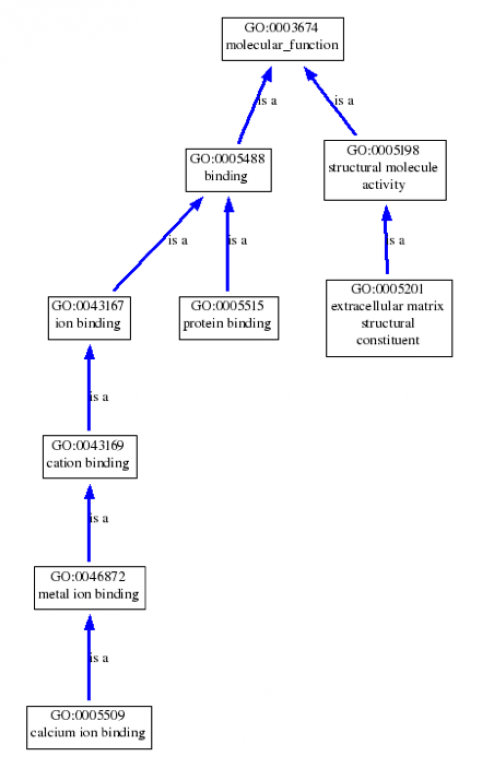 GO:0003674
molecular_function
is a
is a
GO:0005488
binding
GO:0005198
structural molecule
activity
is a
is a
is a
GO:0043167
ion binding
GO:0005515
protein binding
GO:0005201
extracellular matrix
structural
constituent
is a
GO:0043169
cation binding
is a
GO:0046872
metal ion binding
is a
GO:0005509
calcium ion binding